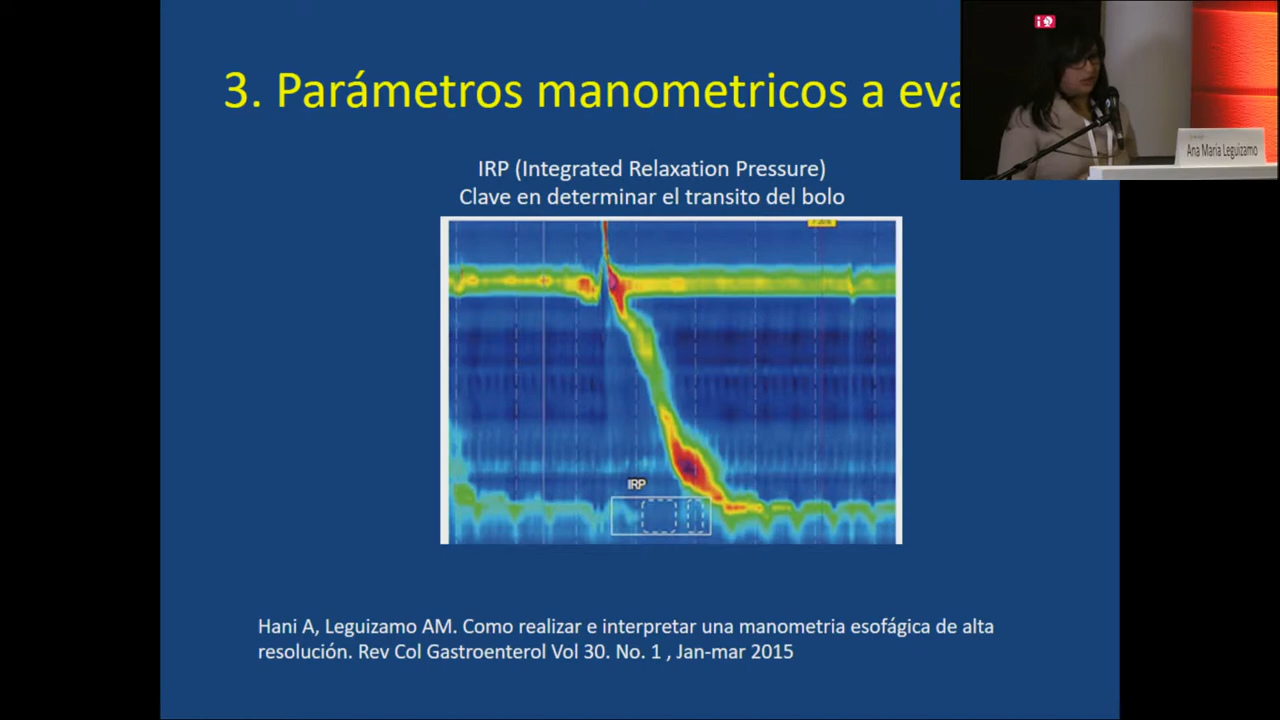 3. Parámetros manometricos a eva
IRP (Integrated Relaxation Pressure)
Clave en determinar el transito del bolo
IRP
Hani A, Leguizamo AM. Como realizar e interpretar una manometria esofágica de alta
resolución. Rev Col Gastroenterol Vol 30. No. 1 , Jan-mar 2015
Ana María Leguizamo